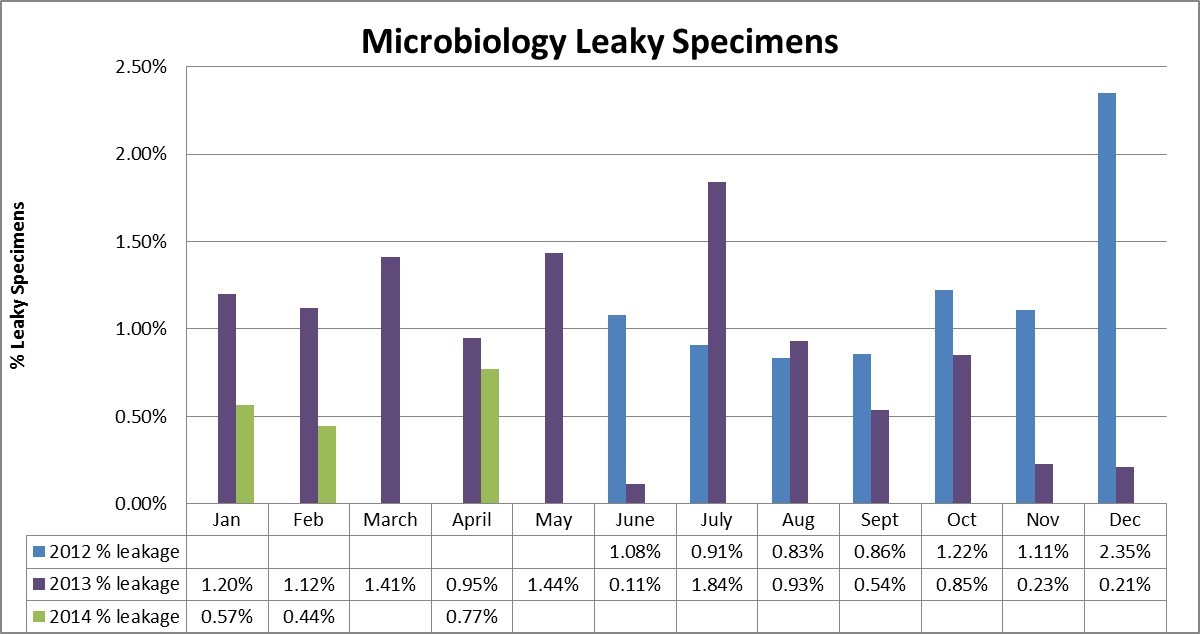 Microbiology Leaky Specimens
% Leaky Specimens
2.50%
2.00%
1.50%
1.00%
0.50%
0.00%
Jan Feb March April May June July Aug Sept Oct Nov Dec
2012 % leakage 1.08% 0.91% 0.83% 0.86% 1.22% 1.11% 2.35%
2013 % leakage 1.20% 1.12% 1.41% 0.95% 1.44% 0.11% 1.84% 0.93% 0.54% 0.85% 0.23% 0.21%
2014 % leakage 0.57% 0.44% 0.77%